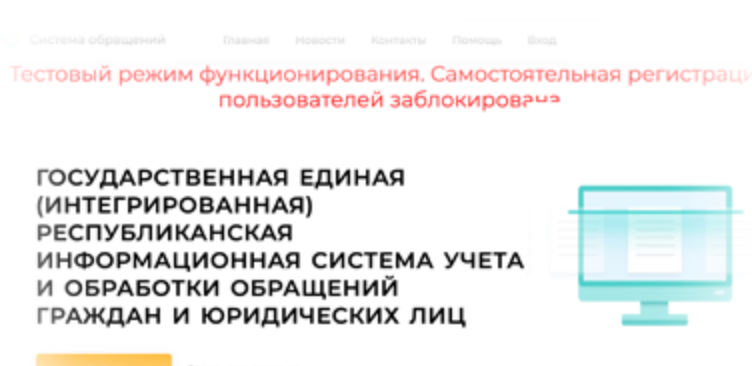 Система обращений Главная Новости Контакты Помощь Вход
Тестовый режим функционирования. Самостоятельная регистраци
пользователей заблокирована
ГОСУДАРСТВЕННАЯ ЕДИНАЯ
(ИНТЕГРИРОВАННАЯ)
РЕСПУБЛИКАНСКАЯ
ИНФОРМАЦИОННАЯ СИСТЕМА УЧЕТА
И ОБРАБОТКИ ОБРАЩЕНИЙ
ГРАЖДАН И ЮРИДИЧЕСКИХ ЛИЦ